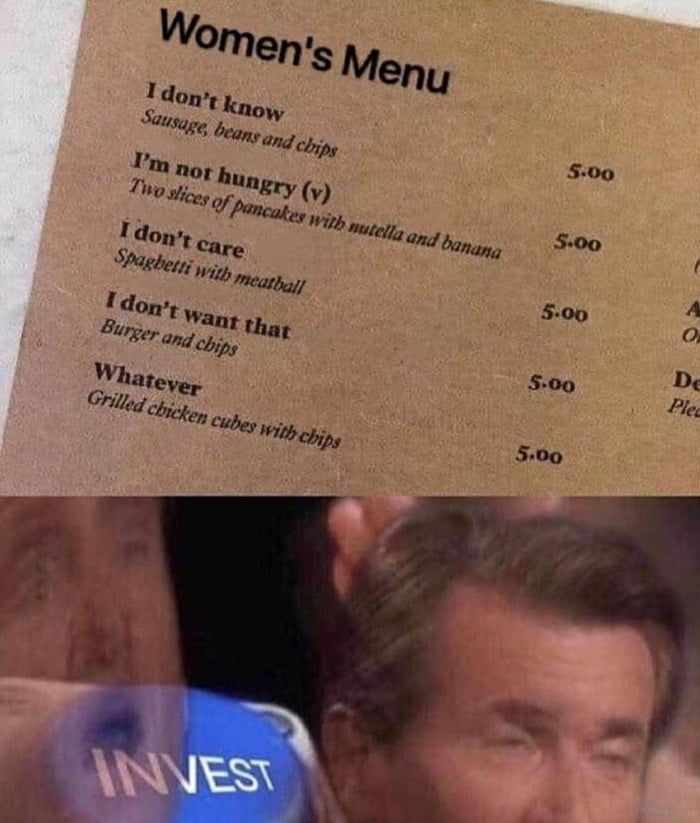 Women's Menu
I don't know
Sausage, beans and chips
5.00
I'm not hungry (v)
Two slices of pancakes with nutella and banana
5.00
I don't care
Spaghetti with meatball
5.00
I don't want that
Burger and chips
5.00
Whatever
Grilled chicken cubes with chips
5.00
INVEST